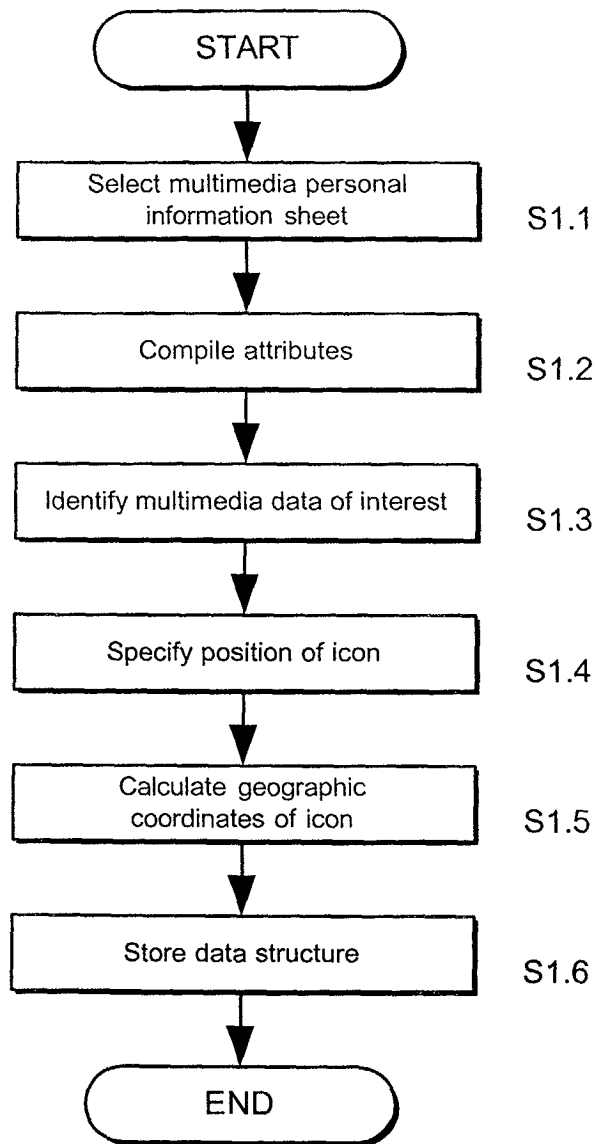 START
Select multimedia personal
information sheet
S1.1
Compile attributes
S1.2
Identify multimedia data of interest
S1.3
Specify position of icon
S1.4
Calculate geographic
coordinates of icon
S1.5
Store data structure
S1.6
END